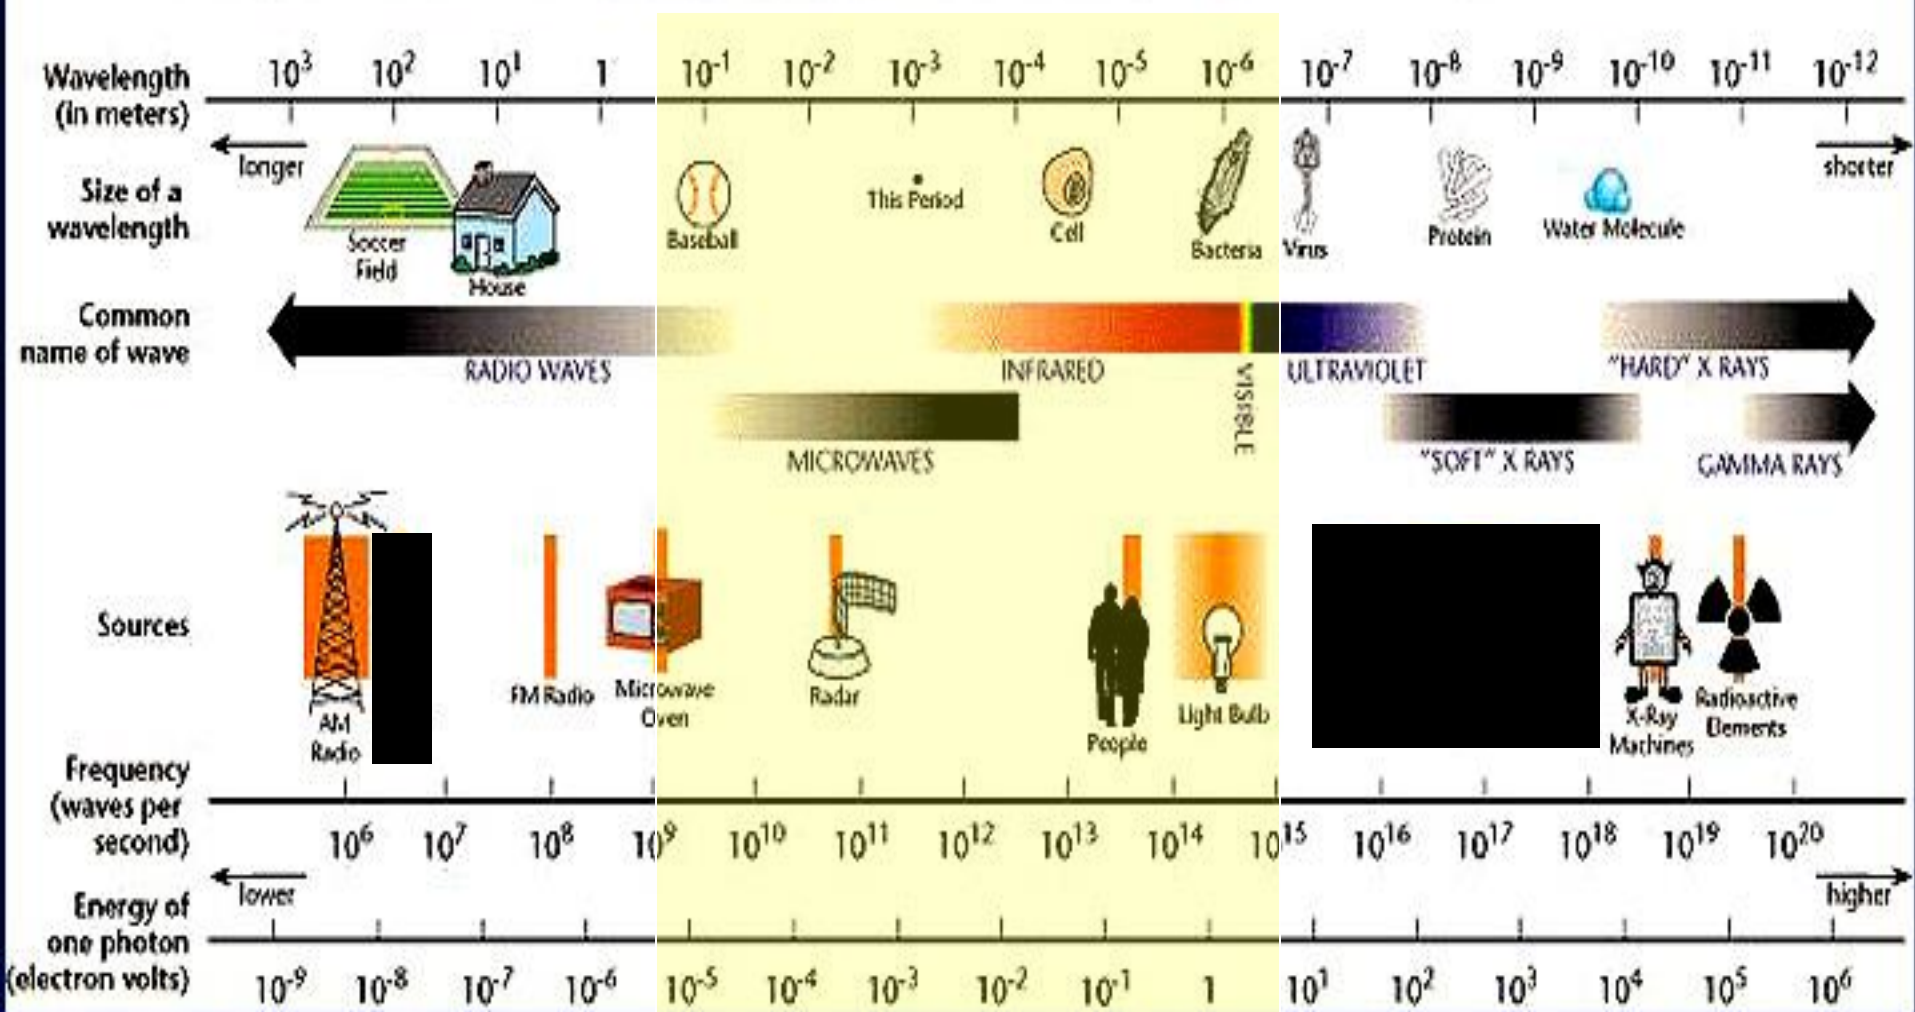 Wavelength
(in meters)
10³ 10² 10¹ 1 10⁻¹ 10⁻² 10⁻³ 10⁻⁴ 10⁻⁵ 10⁻⁶ 10⁻⁷ 10⁻⁸ 10⁻⁹ 10⁻¹⁰ 10⁻¹¹ 10⁻¹²
longer
shorter
Size of a
wavelength
Soccer
Field
House
Baseball
This Period
Cell
Bacteria
Virus
Protein
Water Molecule
Common
name of wave
RADIO WAVES
INFRARED
VISIBLE
ULTRAVIOLET
"HARD" X RAYS
MICROWAVES
"SOFT" X RAYS
GAMMA RAYS
Sources
AM
Radio
FM Radio
Microwave
Oven
Radar
People
Light Bulb
X-Ray
Machines
Radioactive
Elements
Frequency
(waves per
second)
10⁶ 10⁷ 10⁸ 10⁹ 10¹⁰ 10¹¹ 10¹² 10¹³ 10¹⁴ 10¹⁵ 10¹⁶ 10¹⁷ 10¹⁸ 10¹⁹ 10²⁰
lower
higher
Energy of
one photon
(electron volts)
10⁻⁹ 10⁻⁸ 10⁻⁷ 10⁻⁶ 10⁻⁵ 10⁻⁴ 10⁻³ 10⁻² 10⁻¹ 1 10¹ 10² 10³ 10⁴ 10⁵ 10⁶